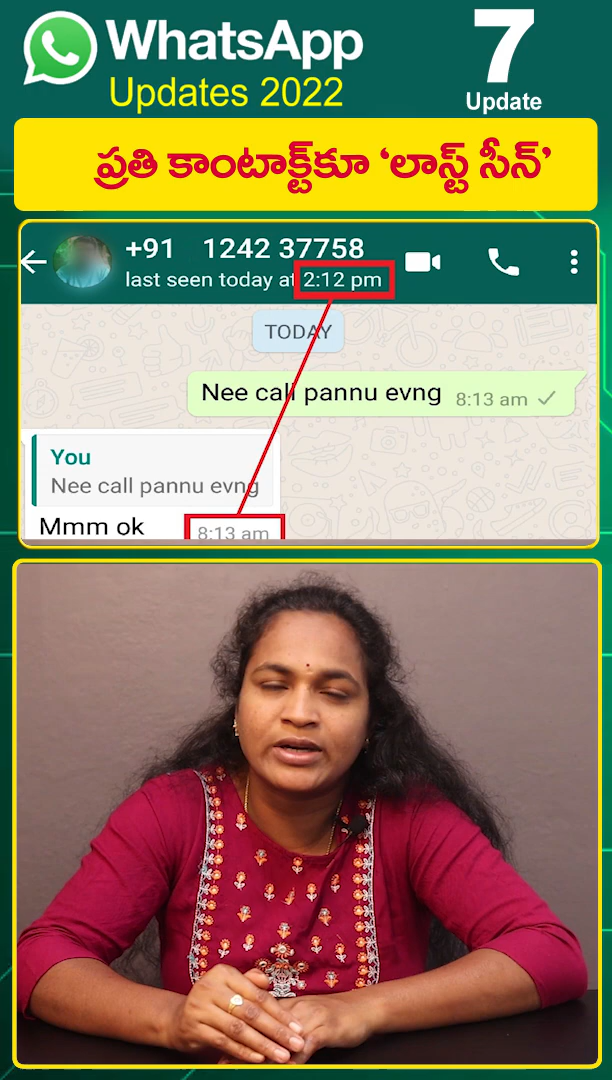 WhatsApp
Updates 2022
7
Update
ప్రతి కాంటాక్ట్‌కూ ‘లాస్ట్ సీన్’
+91 1242 37758
last seen today at 2:12 pm
TODAY
Nee call pannu evng 8:13 am
You
Nee call pannu evng
Mmm ok 8:13 am